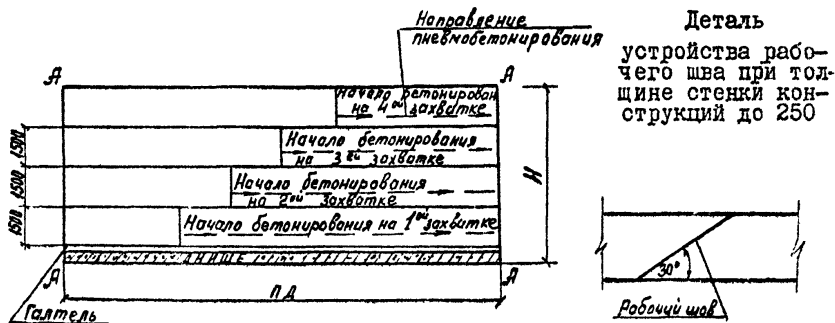 Направление
пневмобетонирования
Деталь
устройства рабо-
чего шва при тол-
щине стенки кон-
струкций до 250
А
А
Начало бетонирован
на 4ой захватке
Начало бетонирования
на 3ей захватке
1500
Начало бетонирования
на 2ой захватке
1500
Начало бетонирования на 1ой захватке
1500
Н
ДНИЩЕ
А
А
ПД
Галтель
30°
Рабочий шов